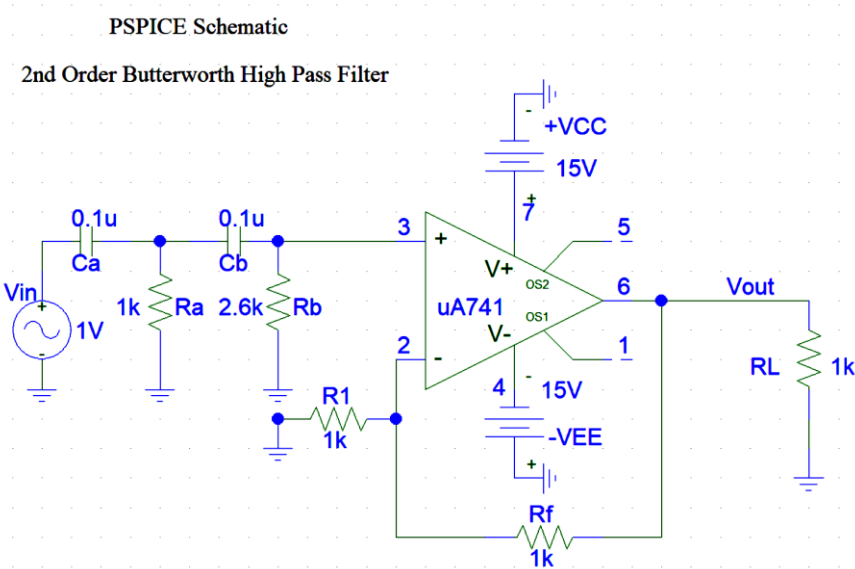 PSPICE Schematic
2nd Order Butterworth High Pass Filter
-
+VCC
15V
+
7
0.1u
0.1u
3
+
5
Ca
Cb
V+
OS2
6
Vout
Vin
+
1k
Ra
2.6k
Rb
uA741
OS1
1V
V-
-
2
-
1
RL
1k
4
-
15V
R1
1k
-VEE
+
Rf
1k